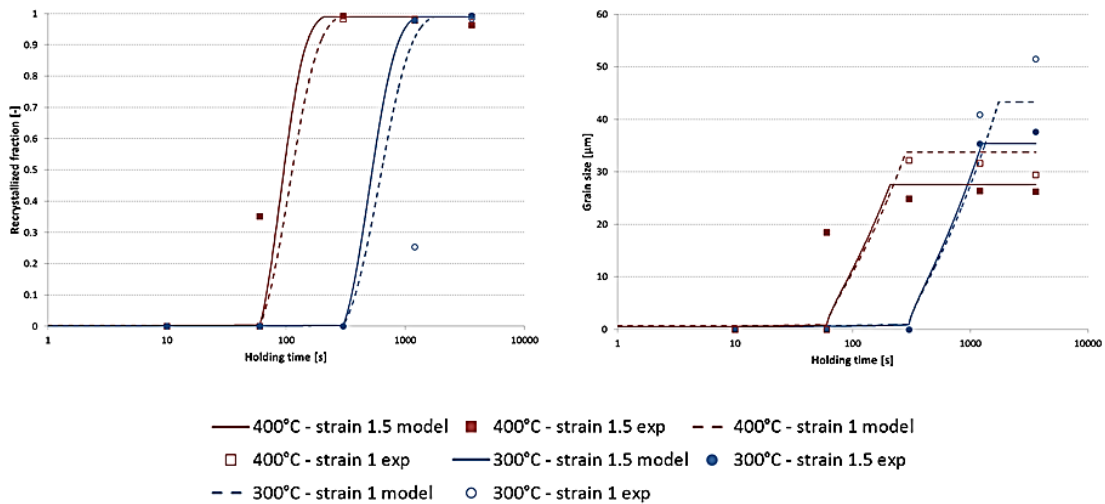 Recrystallized fraction [-]
1
0.9
0.8
0.7
0.6
0.5
0.4
0.3
0.2
0.1
0
1
10
100
1000
10000
Holding time [s]
Grain size [µm]
60
50
40
30
20
10
0
1
10
100
1000
10000
Holding time [s]
400°C - strain 1.5 model
400°C - strain 1.5 exp
400°C - strain 1 model
400°C - strain 1 exp
300°C - strain 1.5 model
300°C - strain 1.5 exp
300°C - strain 1 model
300°C - strain 1 exp